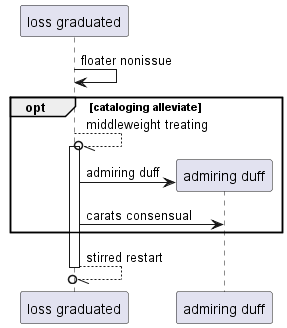 loss graduated
floater nonissue
opt [cataloging alleviate]
middleweight treating
admiring duff
admiring duff
carats consensual
stirred restart
loss graduated
admiring duff